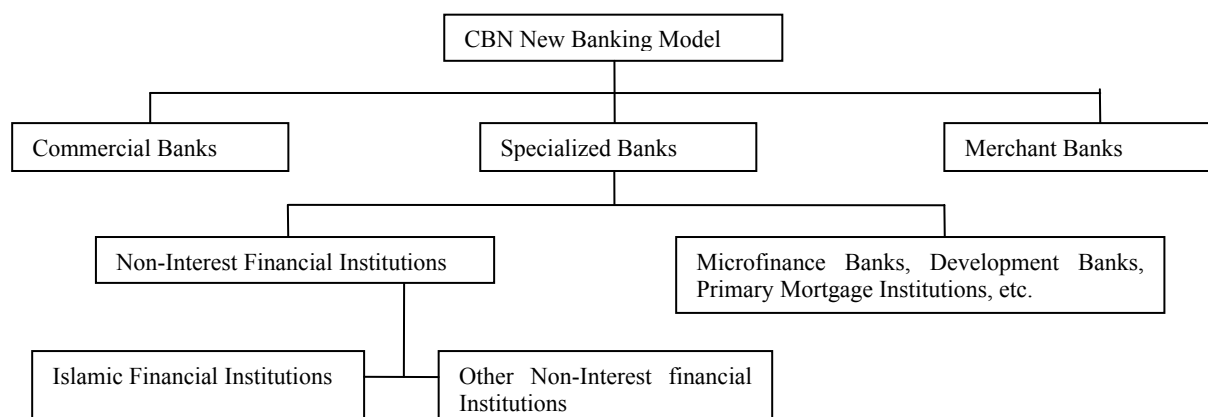 CBN New Banking Model
Commercial Banks
Specialized Banks
Merchant Banks
Non-Interest Financial Institutions
Microfinance Banks, Development Banks,
Primary Mortgage Institutions, etc.
Islamic Financial Institutions
Other Non-Interest financial
Institutions